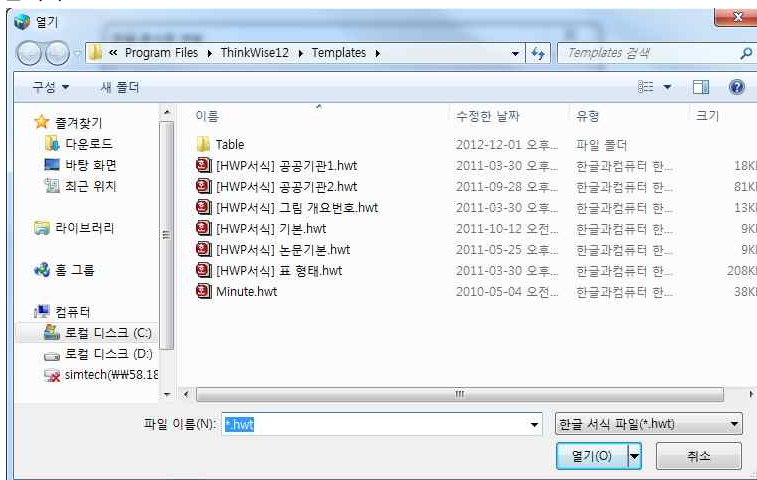 열기
« Program Files ▸ ThinkWise12 ▸ Templates ▸
Templates 검색
구성 ▾ 새 폴더
이름 수정한 날짜 유형 크기
즐겨찾기
다운로드
바탕 화면
최근 위치
라이브러리
홈 그룹
컴퓨터
로컬 디스크 (C:)
로컬 디스크 (D:)
simtech(₩₩58.18
Table 2012-12-01 오후... 파일 폴더
[HWP서식] 공공기관1.hwt 2011-03-30 오후... 한글과컴퓨터 한... 18K
[HWP서식] 공공기관2.hwt 2011-09-28 오후... 한글과컴퓨터 한... 81K
[HWP서식] 그림 개요번호.hwt 2011-03-30 오후... 한글과컴퓨터 한... 13K
[HWP서식] 기본.hwt 2011-10-12 오전... 한글과컴퓨터 한... 9K
[HWP서식] 논문기본.hwt 2011-05-25 오후... 한글과컴퓨터 한... 9K
[HWP서식] 표 형태.hwt 2011-03-30 오후... 한글과컴퓨터 한... 208K
Minute.hwt 2010-05-04 오전... 한글과컴퓨터 한... 38K
파일 이름(N): *.hwt 한글 서식 파일(*.hwt)
열기(O) 취소